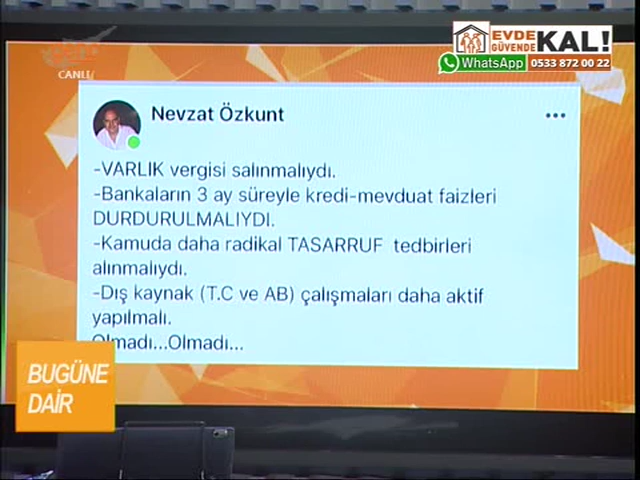 CANLI
EVDE
GÜVENDE
KAL!
WhatsApp 0533 872 00 22
Nevzat Özkunt
-VARLIK vergisi salınmalıydı.
-Bankaların 3 ay süreyle kredi-mevduat faizleri
DURDURULMALIYDI.
-Kamuda daha radikal TASARRUF tedbirleri
alınmalıydı.
-Dış kaynak (T.C ve AB) çalışmaları daha aktif
yapılmalı.
Olmadı...Olmadı...
BUGÜNE
DAİR